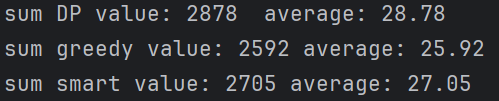 sum DP value: 2878  average: 28.78
sum greedy value: 2592 average: 25.92
sum smart value: 2705 average: 27.05